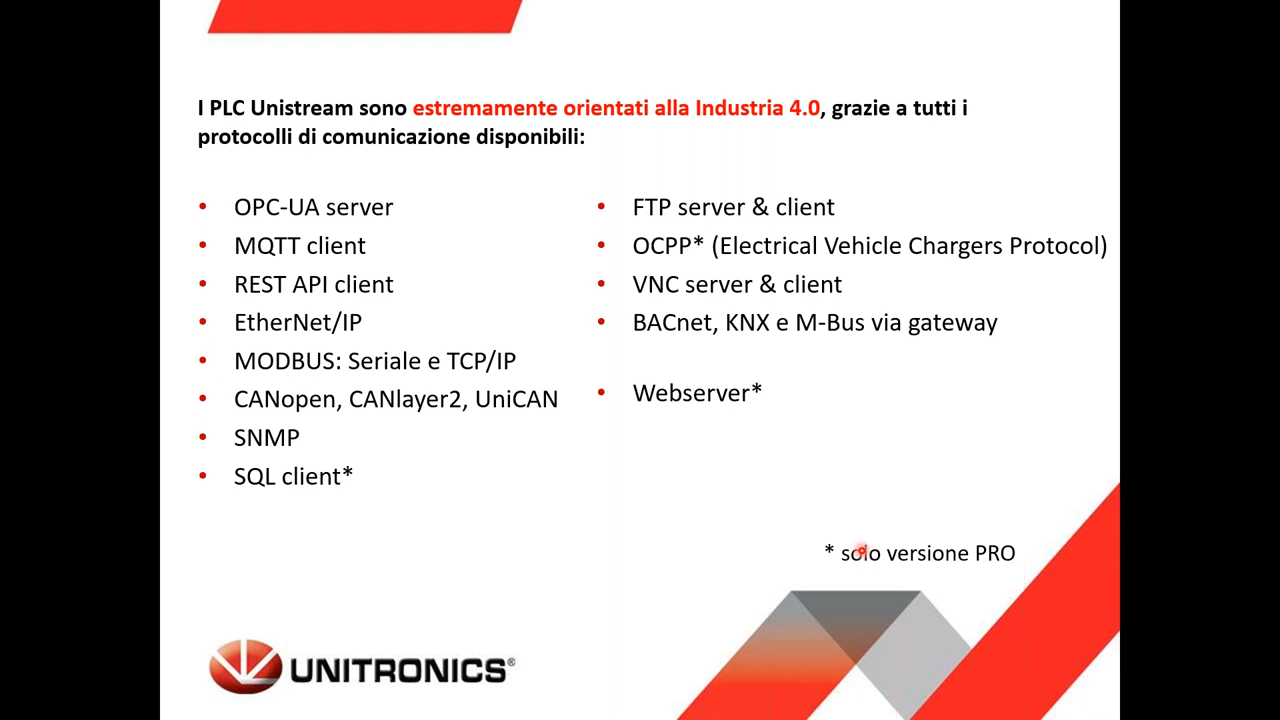 I PLC Unistream sono estremamente orientati alla Industria 4.0, grazie a tutti i
protocolli di comunicazione disponibili:
• OPC-UA server
• MQTT client
• REST API client
• EtherNet/IP
• MODBUS: Seriale e TCP/IP
• CANopen, CANlayer2, UniCAN
• SNMP
• SQL client*
• FTP server & client
• OCPP* (Electrical Vehicle Chargers Protocol)
• VNC server & client
• BACnet, KNX e M-Bus via gateway
• Webserver*
* solo versione PRO
UNITRONICS®